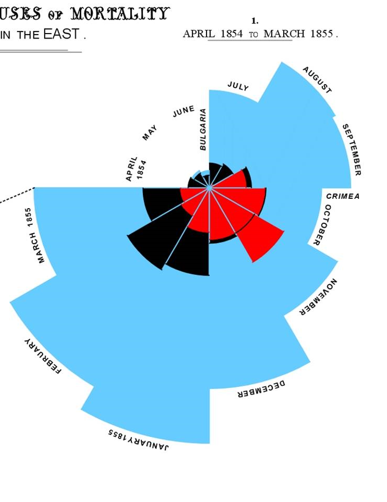 USES OF MORTALITY
IN THE EAST .
1.
APRIL 1854 TO MARCH 1855 .
APRIL
1854
MAY
JUNE
BULGARIA
JULY
AUGUST
SEPTEMBER
CRIMEA
OCTOBER
NOVEMBER
DECEMBER
JANUARY 1855
FEBRUARY
MARCH 1855